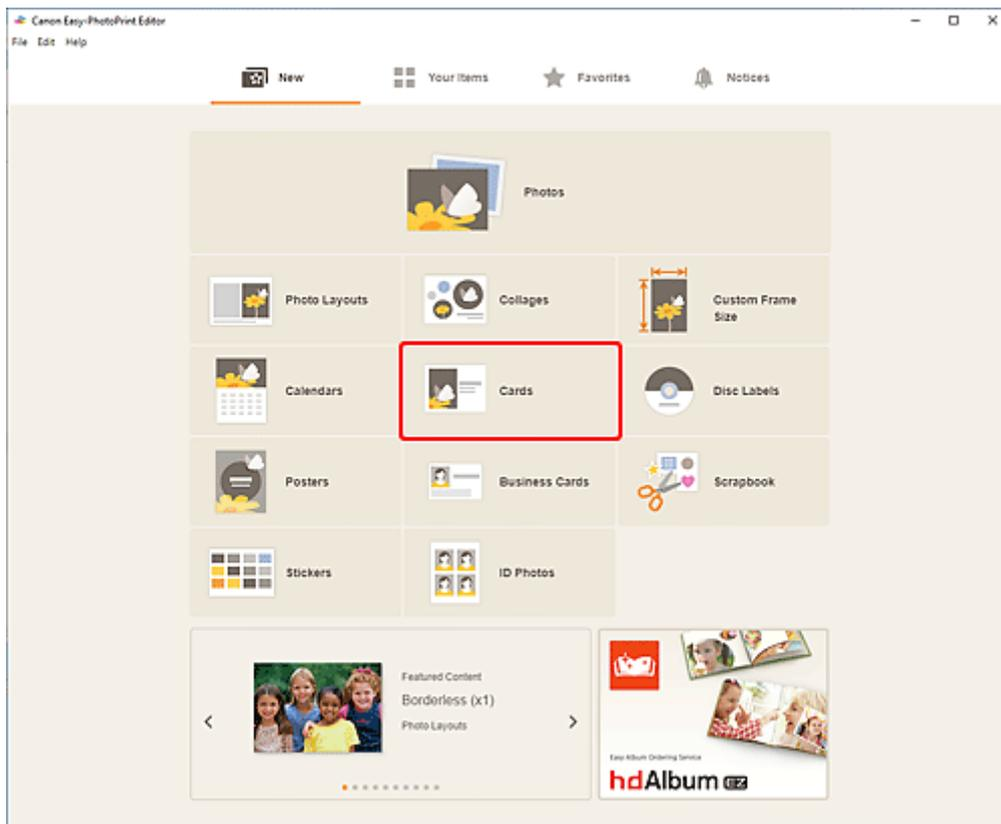 Canon Easy-PhotoPrint Editor
File Edit Help
New Your Items Favorites Notices
Photos
Photo Layouts Collages Custom Frame
Size
Calendars Cards Disc Labels
Posters Business Cards Scrapbook
Stickers ID Photos
Featured Content
Borderless (x1)
Photo Layouts
Easy Album Ordering Service
hdAlbum EZ